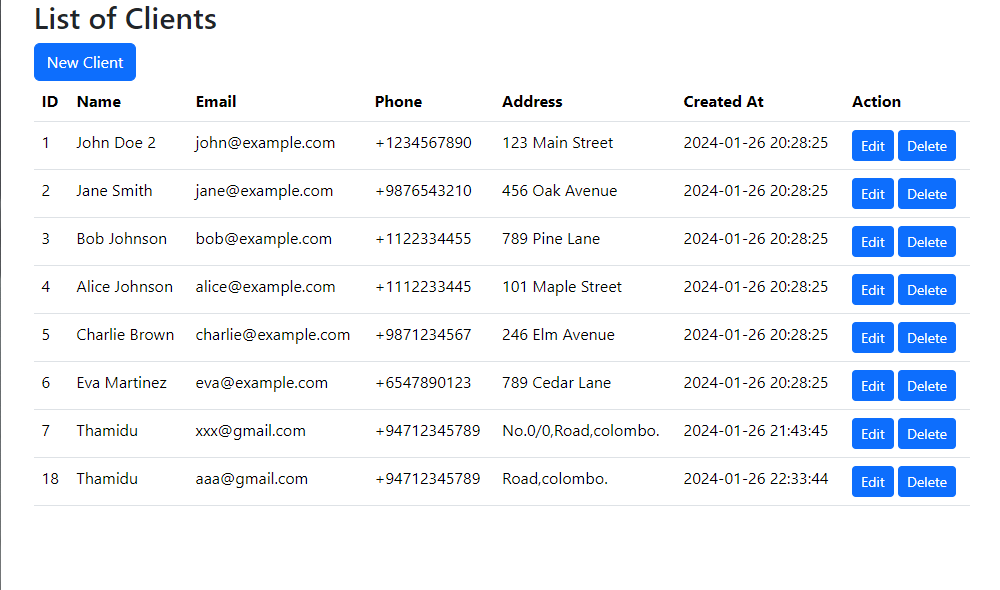 List of Clients
New Client
ID Name Email Phone Address Created At Action
1 John Doe 2 john@example.com +1234567890 123 Main Street 2024-01-26 20:28:25 Edit Delete
2 Jane Smith jane@example.com +9876543210 456 Oak Avenue 2024-01-26 20:28:25 Edit Delete
3 Bob Johnson bob@example.com +1122334455 789 Pine Lane 2024-01-26 20:28:25 Edit Delete
4 Alice Johnson alice@example.com +1112233445 101 Maple Street 2024-01-26 20:28:25 Edit Delete
5 Charlie Brown charlie@example.com +9871234567 246 Elm Avenue 2024-01-26 20:28:25 Edit Delete
6 Eva Martinez eva@example.com +6547890123 789 Cedar Lane 2024-01-26 20:28:25 Edit Delete
7 Thamidu xxx@gmail.com +94712345789 No.0/0,Road,colombo. 2024-01-26 21:43:45 Edit Delete
18 Thamidu aaa@gmail.com +94712345789 Road,colombo. 2024-01-26 22:33:44 Edit Delete